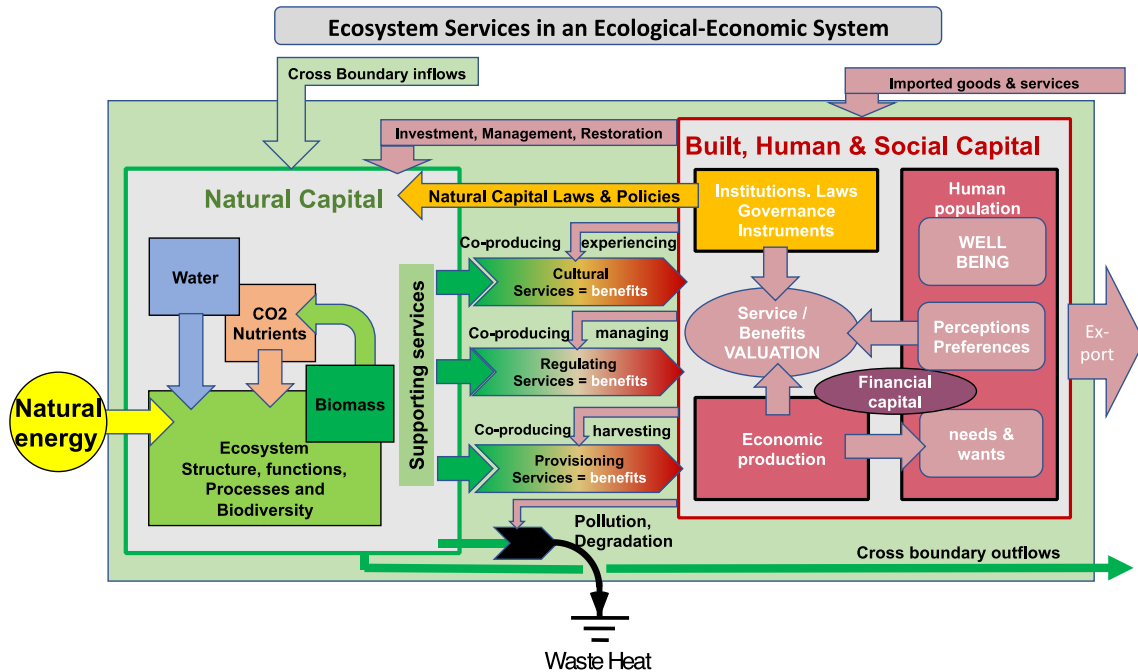 Ecosystem Services in an Ecological-Economic System
Cross Boundary inflows
Imported goods & services
Investment, Management, Restoration
Built, Human & Social Capital
Natural Capital
Natural Capital Laws & Policies
Institutions. Laws
Governance
Instruments
Human
population
WELL
BEING
Water
CO2
Nutrients
Biomass
Natural
energy
Ecosystem
Structure, functions,
Processes and
Biodiversity
Supporting services
Co-producing experiencing
Cultural
Services = benefits
Co-producing managing
Regulating
Services = benefits
Co-producing harvesting
Provisioning
Services = benefits
Service /
Benefits
VALUATION
Perceptions
Preferences
Financial
capital
Economic
production
needs &
wants
Ex-
port
Pollution,
Degradation
Cross boundary outflows
Waste Heat